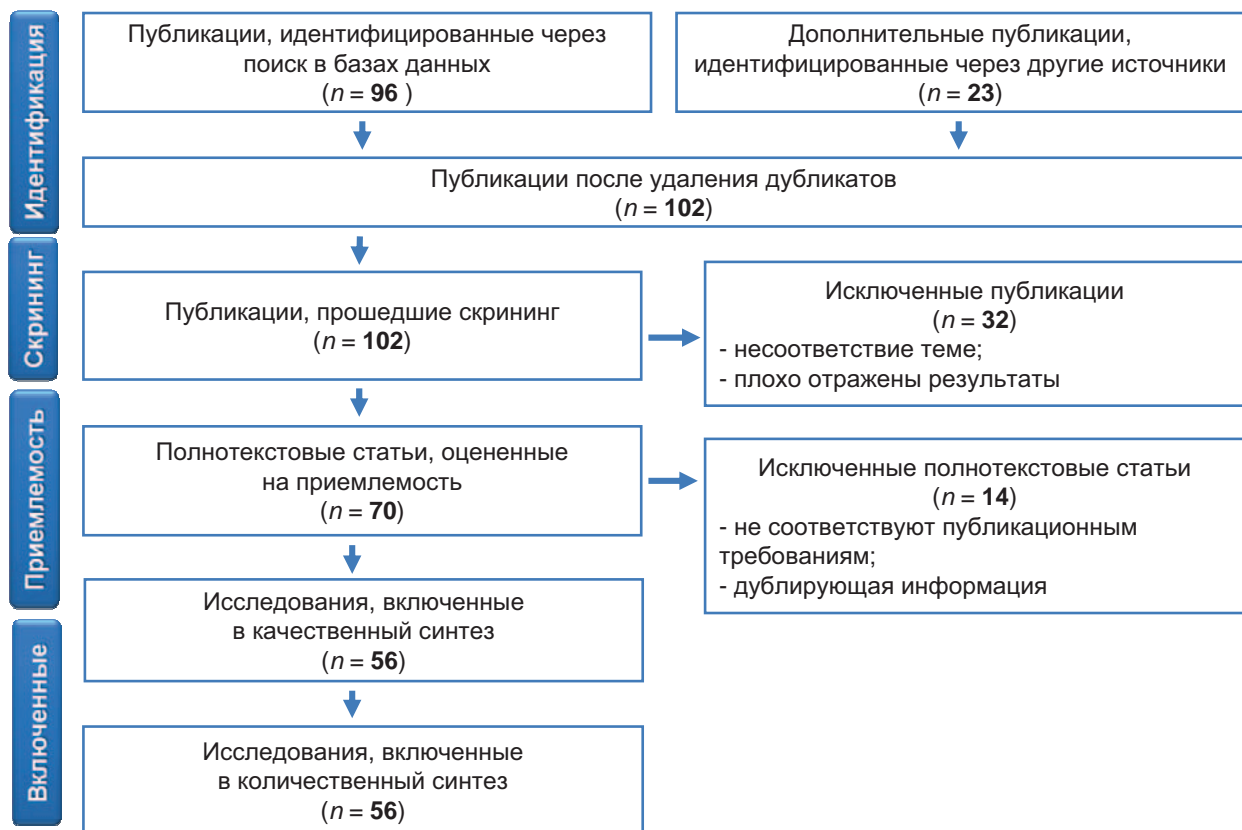 Идентификация
Публикации, идентифицированные через
поиск в базах данных
(n = 96 )
Дополнительные публикации,
идентифицированные через другие источники
(n = 23)
Публикации после удаления дубликатов
(n = 102)
Скрининг
Публикации, прошедшие скрининг
(n = 102)
Исключенные публикации
(n = 32)
- несоответствие теме;
- плохо отражены результаты
Приемлемость
Полнотекстовые статьи, оцененные
на приемлемость
(n = 70)
Исключенные полнотекстовые статьи
(n = 14)
- не соответствуют публикационным
требованиям;
- дублирующая информация
Исследования, включенные
в качественный синтез
(n = 56)
Включенные
Исследования, включенные
в количественный синтез
(n = 56)